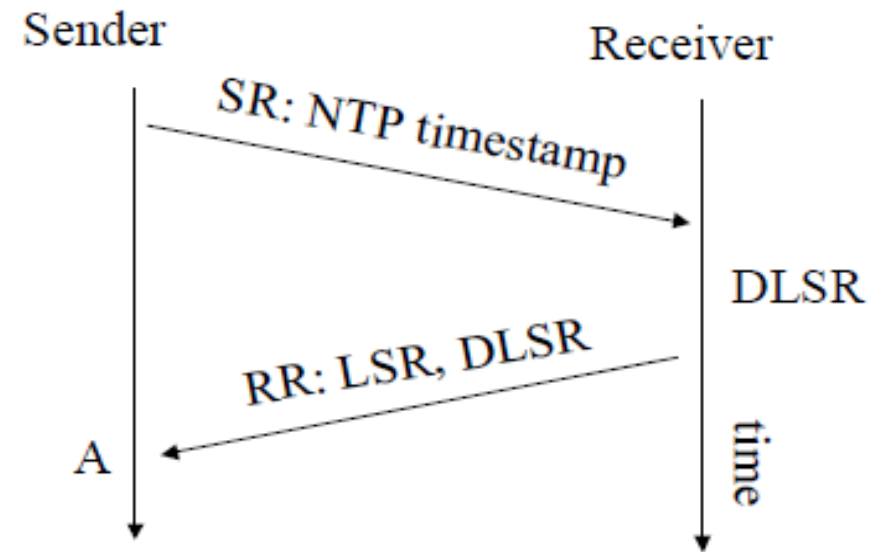 Sender
Receiver
SR: NTP timestamp
DLSR
RR: LSR, DLSR
A
time